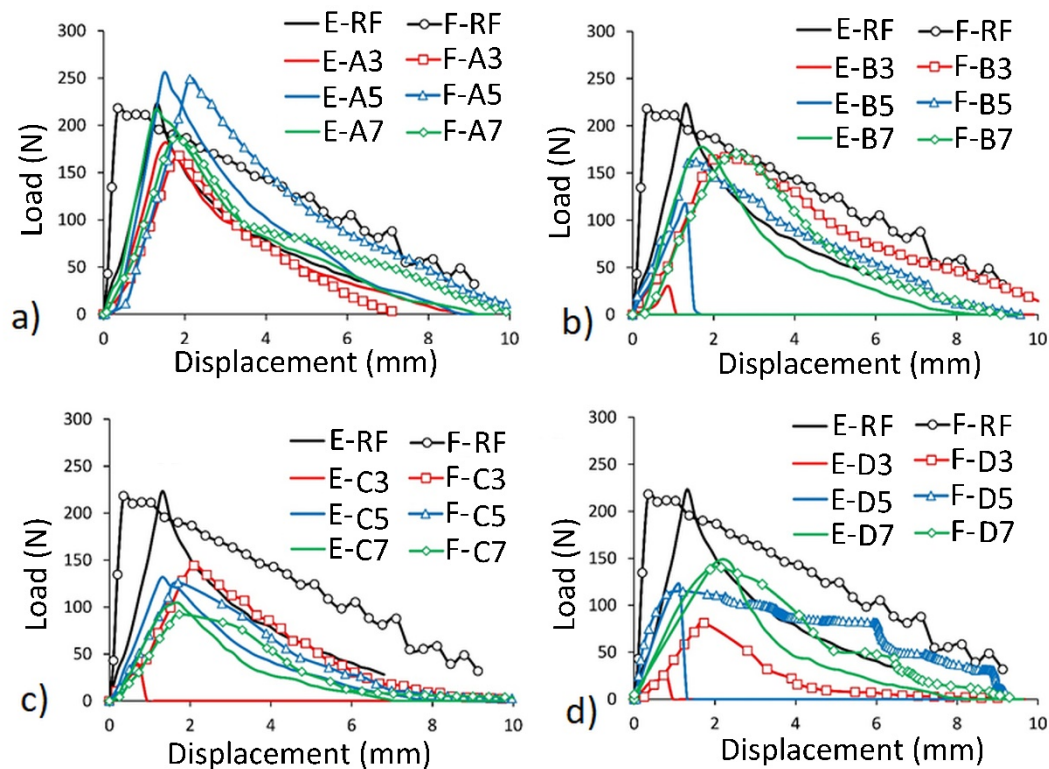 300
250
200
150
100
50
0
Load (N)
E-RF F-RF
E-A3 F-A3
E-A5 F-A5
E-A7 F-A7
0 2 4 6 8 10
Displacement (mm)
a)
300
250
200
150
100
50
0
Load (N)
E-RF F-RF
E-B3 F-B3
E-B5 F-B5
E-B7 F-B7
0 2 4 6 8 10
Displacement (mm)
b)
300
250
200
150
100
50
0
Load (N)
E-RF F-RF
E-C3 F-C3
E-C5 F-C5
E-C7 F-C7
0 2 4 6 8 10
Displacement (mm)
c)
300
250
200
150
100
50
0
Load (N)
E-RF F-RF
E-D3 F-D3
E-D5 F-D5
E-D7 F-D7
0 2 4 6 8 10
Displacement (mm)
d)